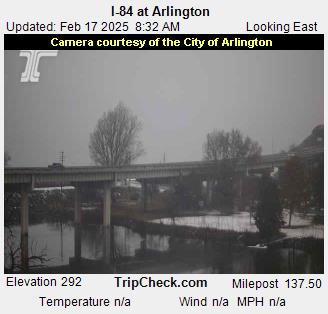 I-84 at Arlington
Updated: Feb 17 2025 8:32 AM Looking East
Camera courtesy of the City of Arlington
Elevation 292 TripCheck.com Milepost 137.50
Temperature n/a Wind n/a MPH n/a